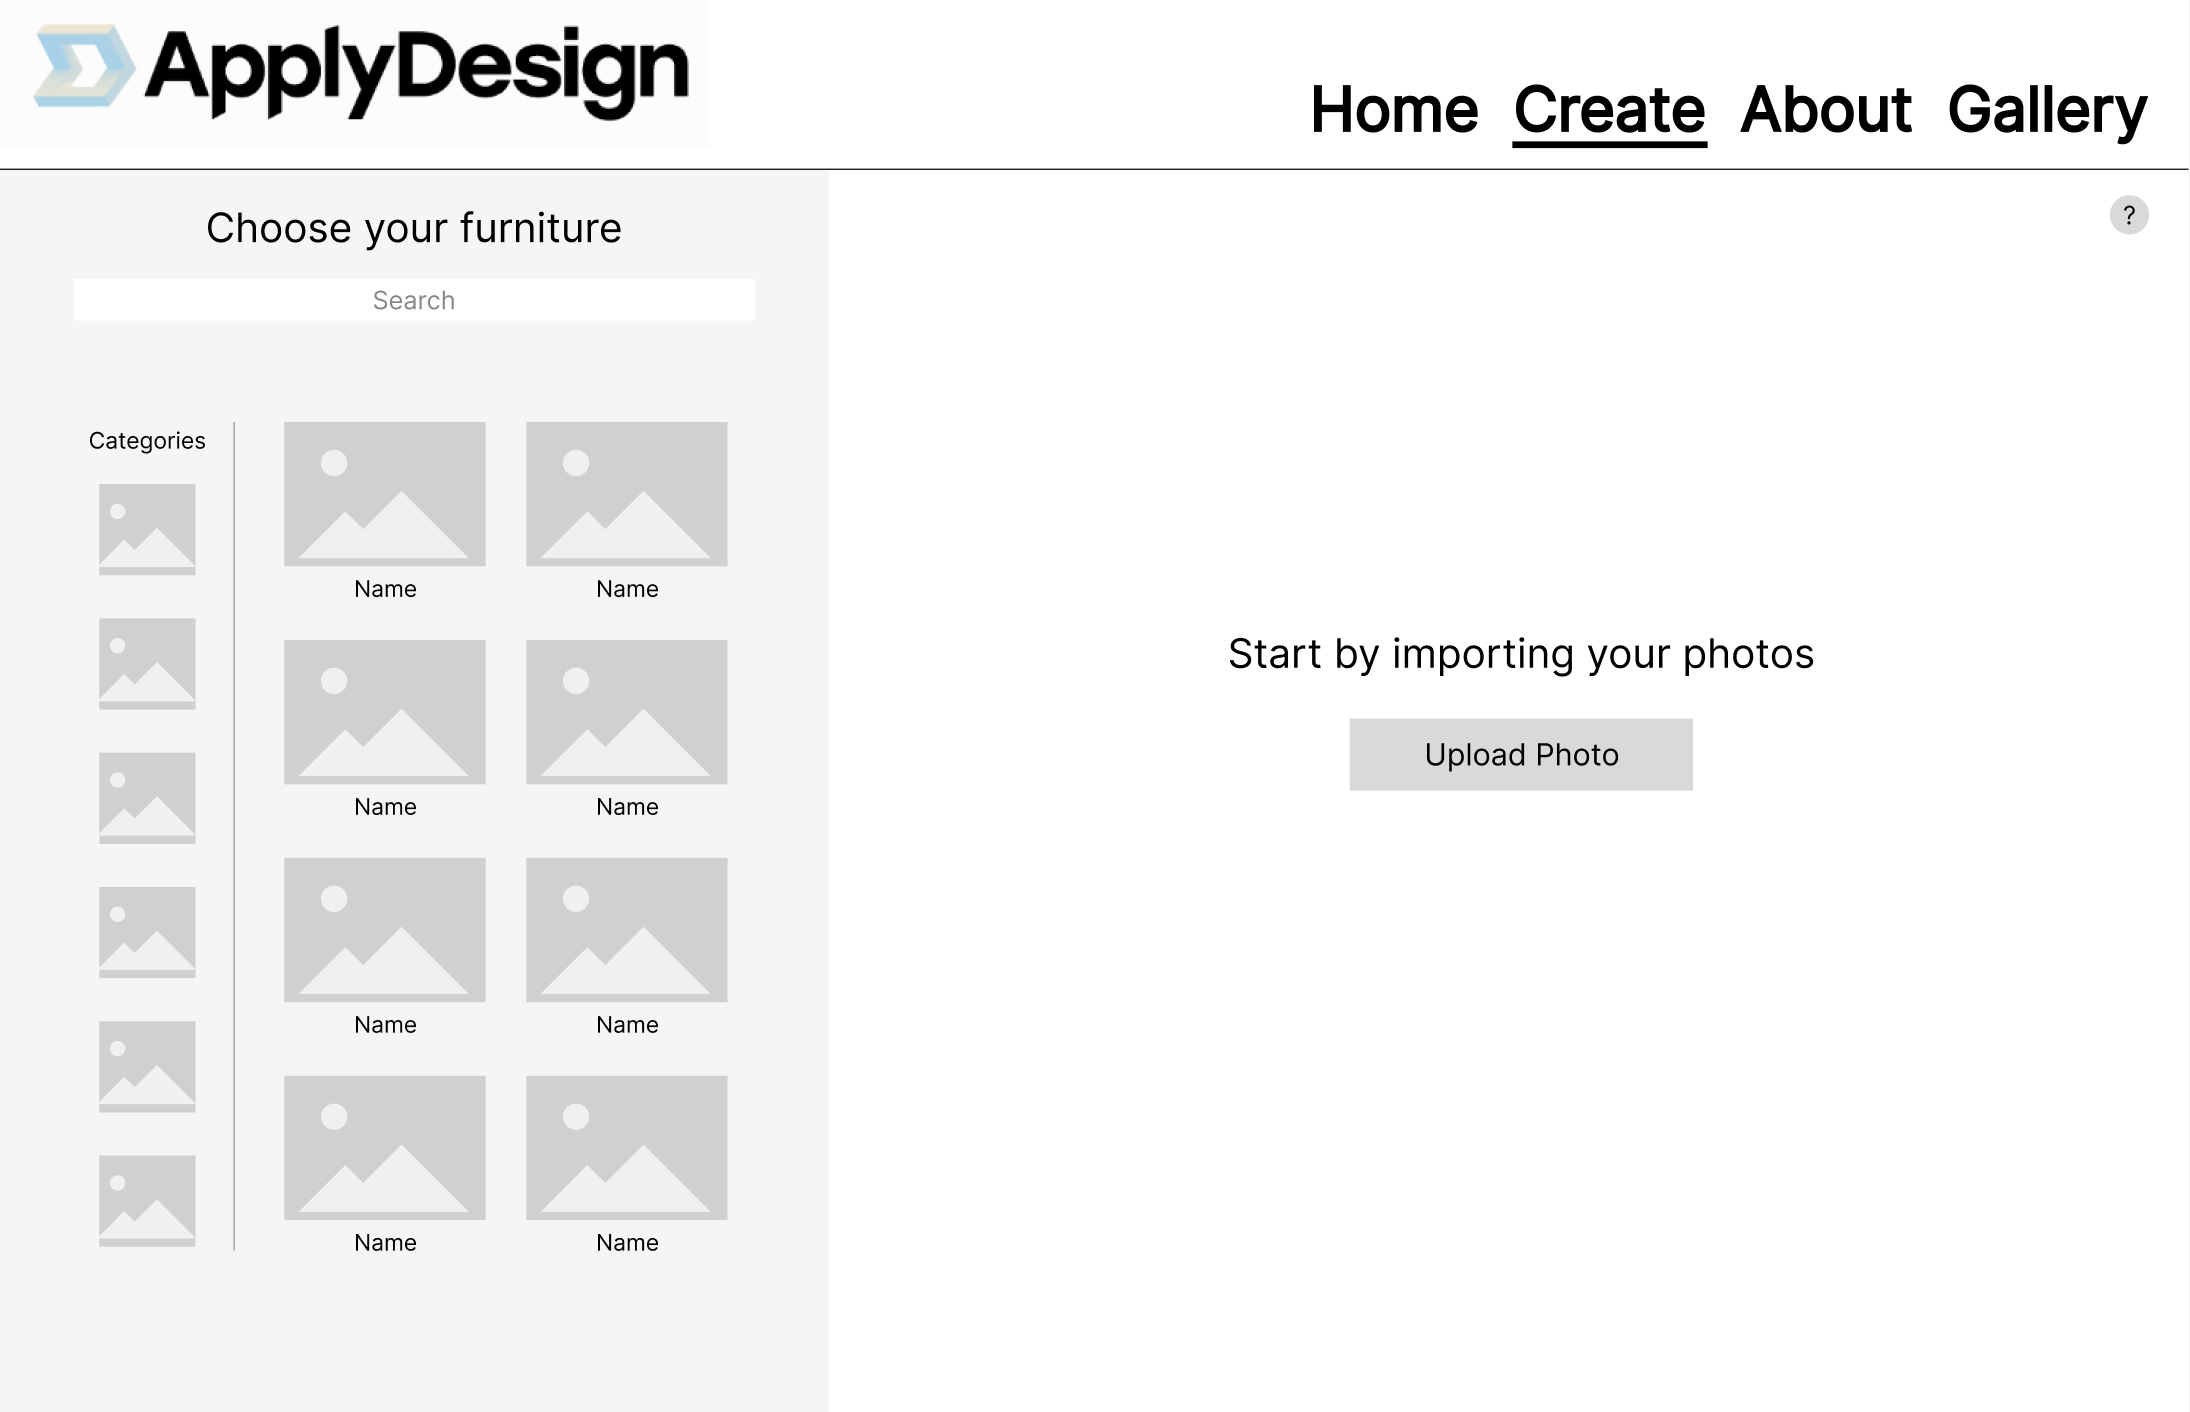 ApplyDesign
Home Create About Gallery
?
Choose your furniture
Search
Categories
Name Name
Name Name
Name Name
Name Name
Start by importing your photos
Upload Photo